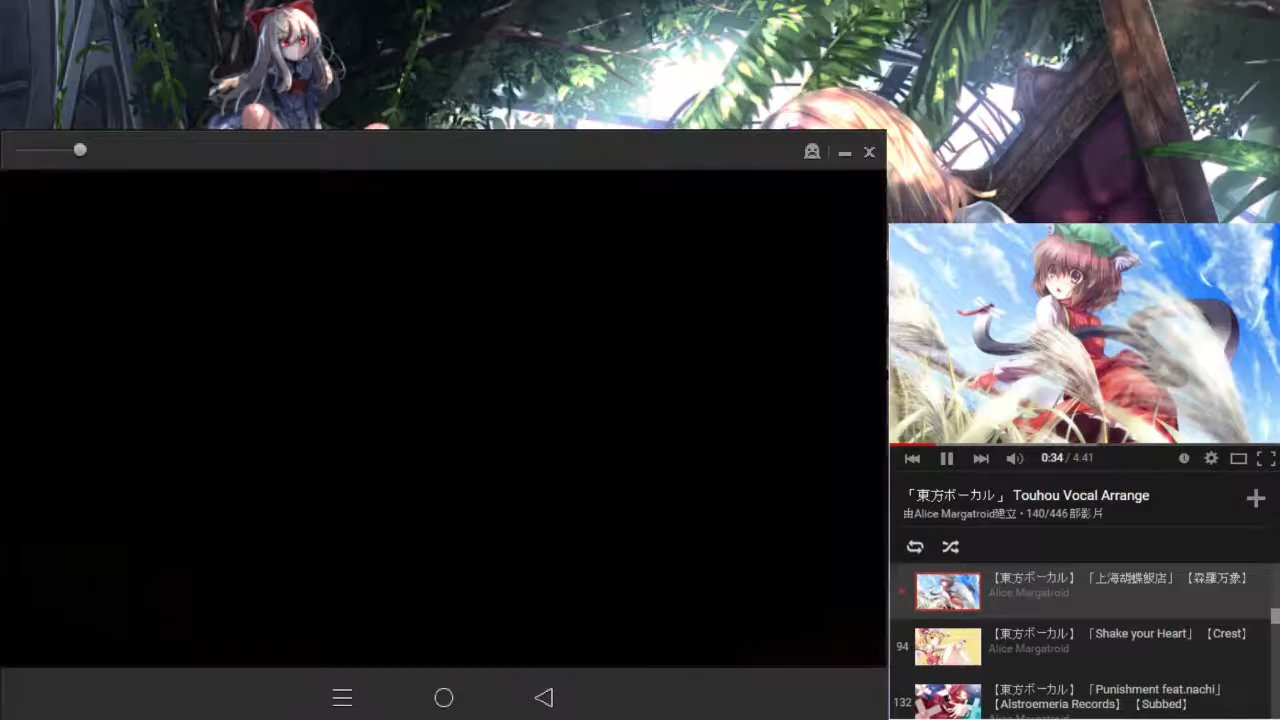 0:34 / 4:41
「東方ボーカル」 Touhou Vocal Arrange
由Alice Margatroid建立・140/446 部影片
【東方ボーカル】 「上海胡蝶飯店」 【森羅万象】
Alice Margatroid
94
【東方ボーカル】 「Shake your Heart」 【Crest】
Alice Margatroid
132
【東方ボーカル】 「Punishment feat.nachi」
【Alstroemeria Records】 【Subbed】
Alice Margatroid